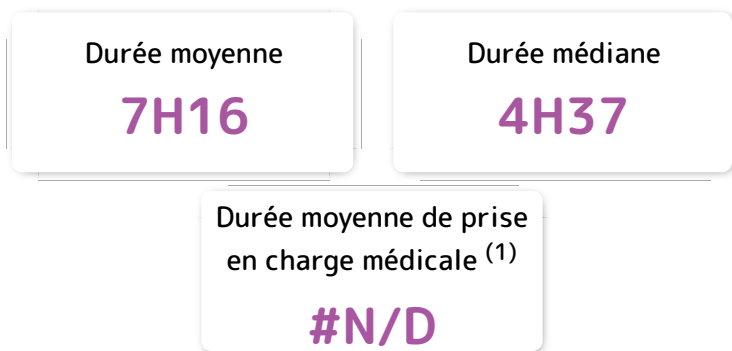 Durée moyenne
7H16
Durée médiane
4H37
Durée moyenne de prise
en charge médicale (1)
#N/D